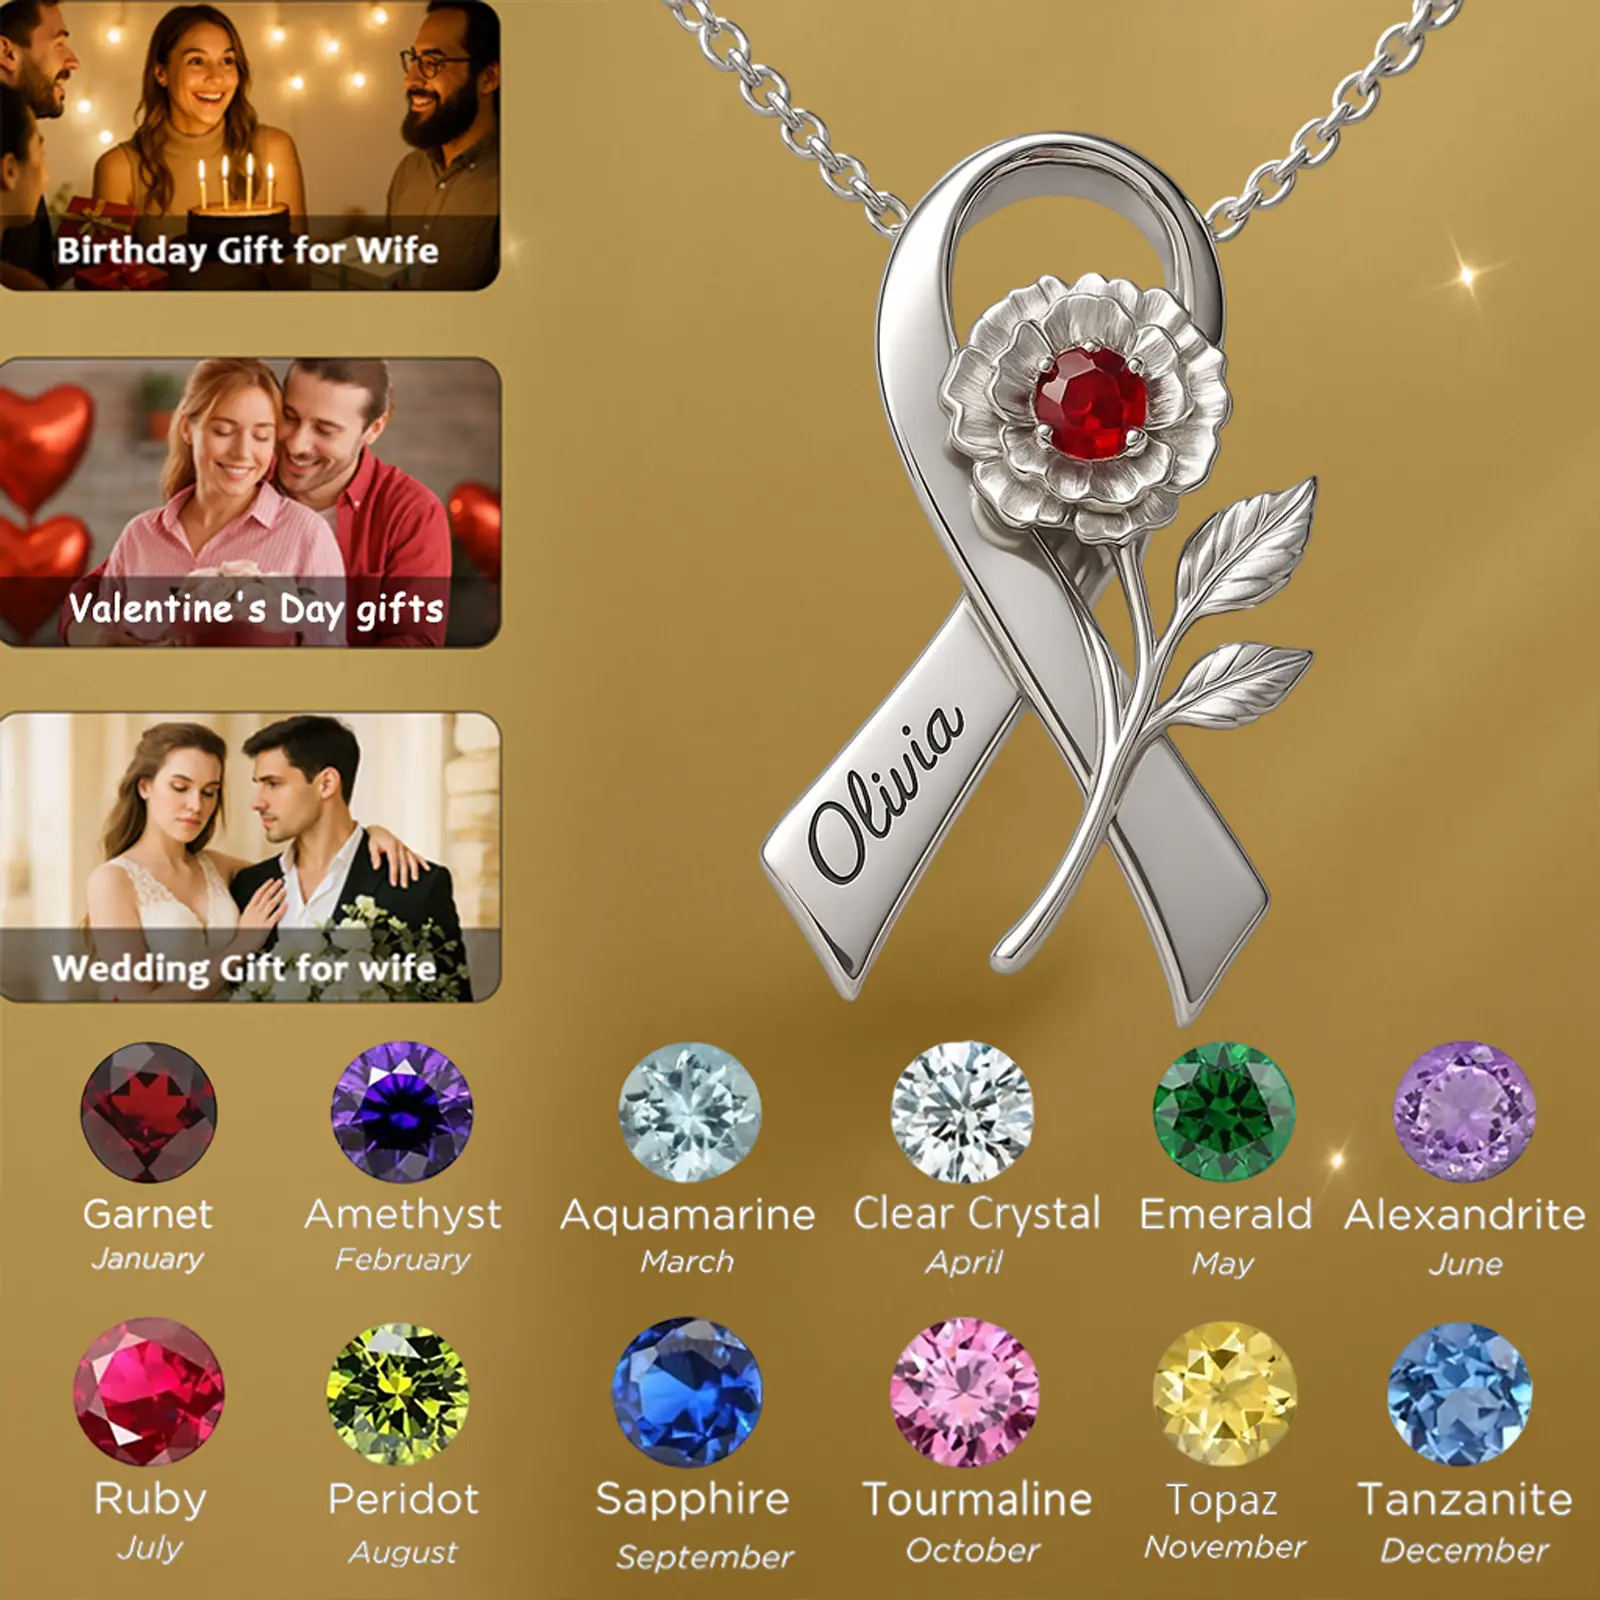 Birthday Gift for Wife
Valentine's Day gifts
Wedding Gift for wife
Olivia
Garnet
January
Amethyst
February
Aquamarine
March
Clear Crystal
April
Emerald
May
Alexandrite
June
Ruby
July
Peridot
August
Sapphire
September
Tourmaline
October
Topaz
November
Tanzanite
December